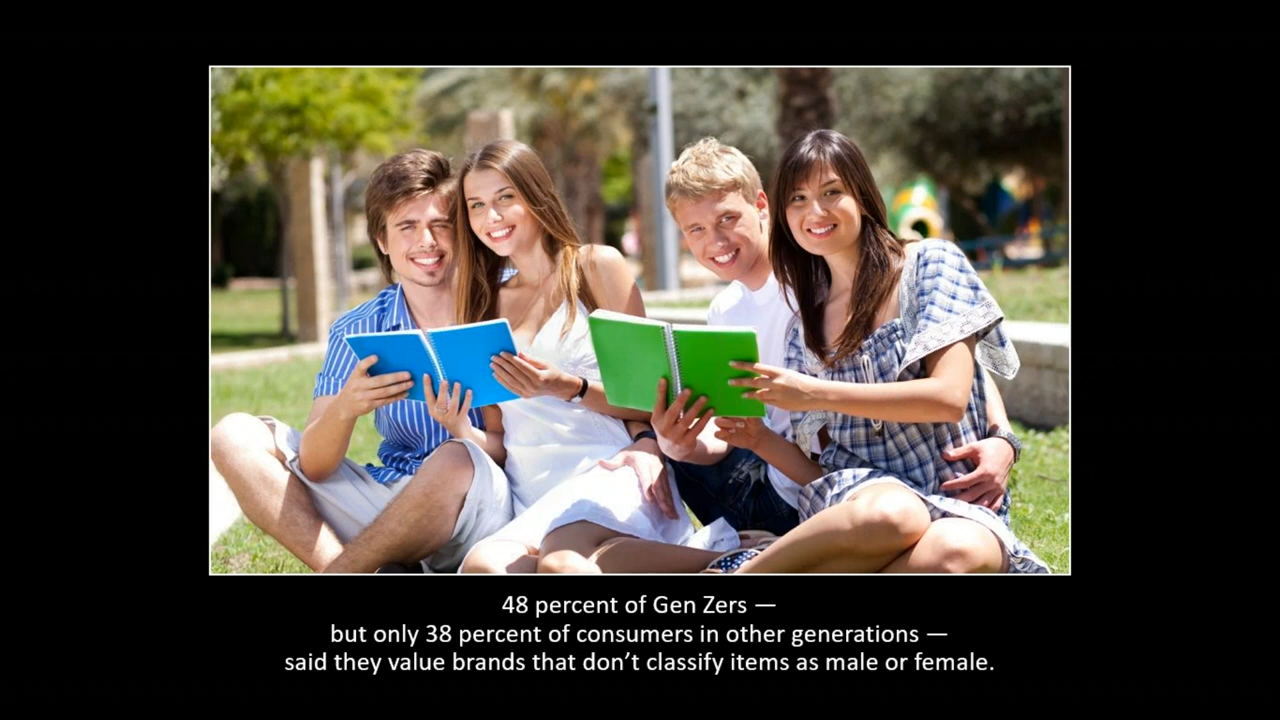 48 percent of Gen Zers —
but only 38 percent of consumers in other generations —
said they value brands that don’t classify items as male or female.